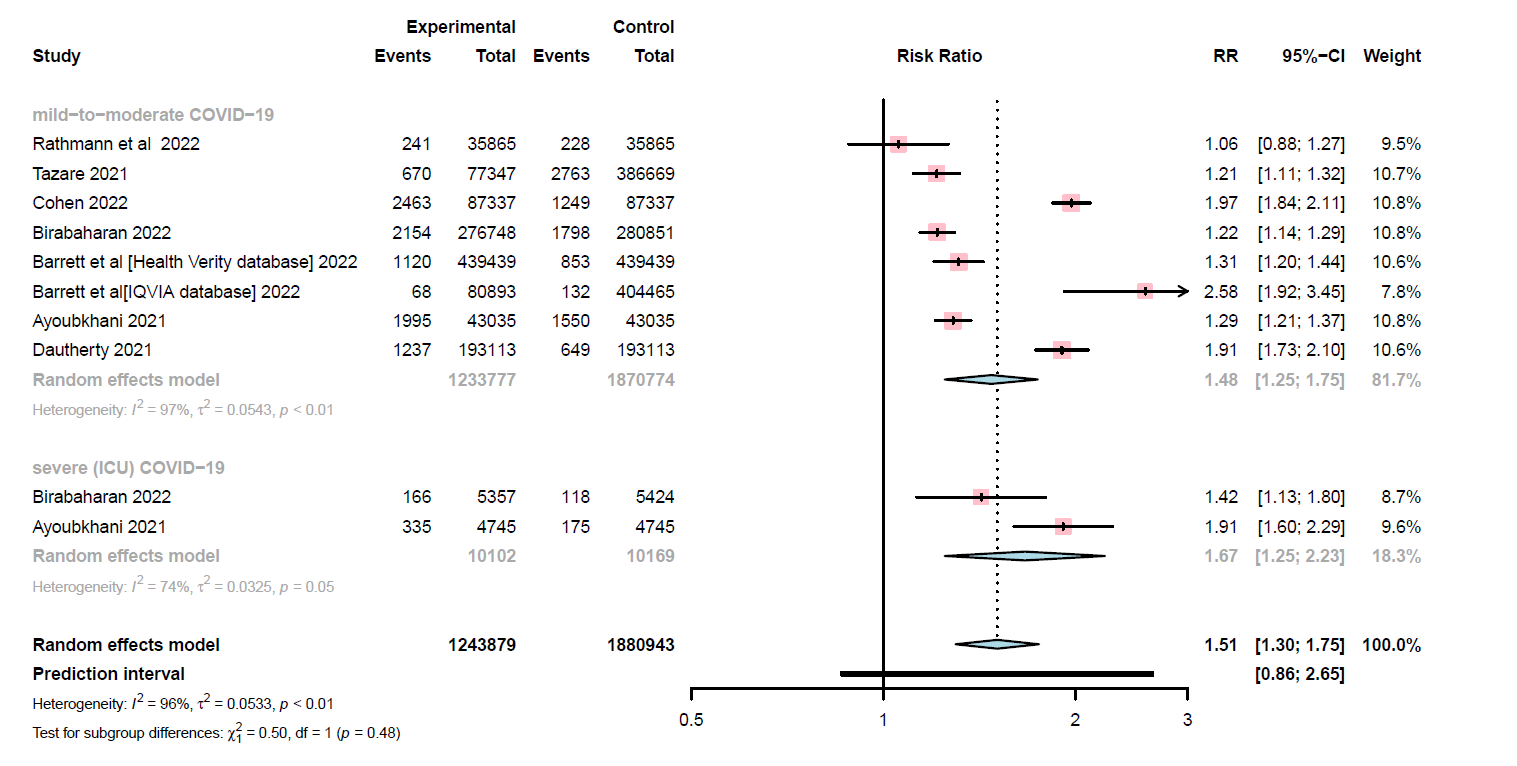 Experimental Control
Study Events Total Events Total Risk Ratio RR 95%−CI Weight
mild−to−moderate COVID−19
Rathmann et al 2022 241 35865 228 35865 1.06 [0.88; 1.27] 9.5%
Tazare 2021 670 77347 2763 386669 1.21 [1.11; 1.32] 10.7%
Cohen 2022 2463 87337 1249 87337 1.97 [1.84; 2.11] 10.8%
Birabaharan 2022 2154 276748 1798 280851 1.22 [1.14; 1.29] 10.8%
Barrett et al [Health Verity database] 2022 1120 439439 853 439439 1.31 [1.20; 1.44] 10.6%
Barrett et al[IQVIA database] 2022 68 80893 132 404465 2.58 [1.92; 3.45] 7.8%
Ayoubkhani 2021 1995 43035 1550 43035 1.29 [1.21; 1.37] 10.8%
Dautherty 2021 1237 193113 649 193113 1.91 [1.73; 2.10] 10.6%
Random effects model 1233777 1870774 1.48 [1.25; 1.75] 81.7%
Heterogeneity: I² = 97%, τ² = 0.0543, p < 0.01
severe (ICU) COVID−19
Birabaharan 2022 166 5357 118 5424 1.42 [1.13; 1.80] 8.7%
Ayoubkhani 2021 335 4745 175 4745 1.91 [1.60; 2.29] 9.6%
Random effects model 10102 10169 1.67 [1.25; 2.23] 18.3%
Heterogeneity: I² = 74%, τ² = 0.0325, p = 0.05
Random effects model 1243879 1880943 1.51 [1.30; 1.75] 100.0%
Prediction interval [0.86; 2.65]
Heterogeneity: I² = 96%, τ² = 0.0533, p < 0.01
0.5 1 2 3
Test for subgroup differences: χ²₁ = 0.50, df = 1 (p = 0.48)